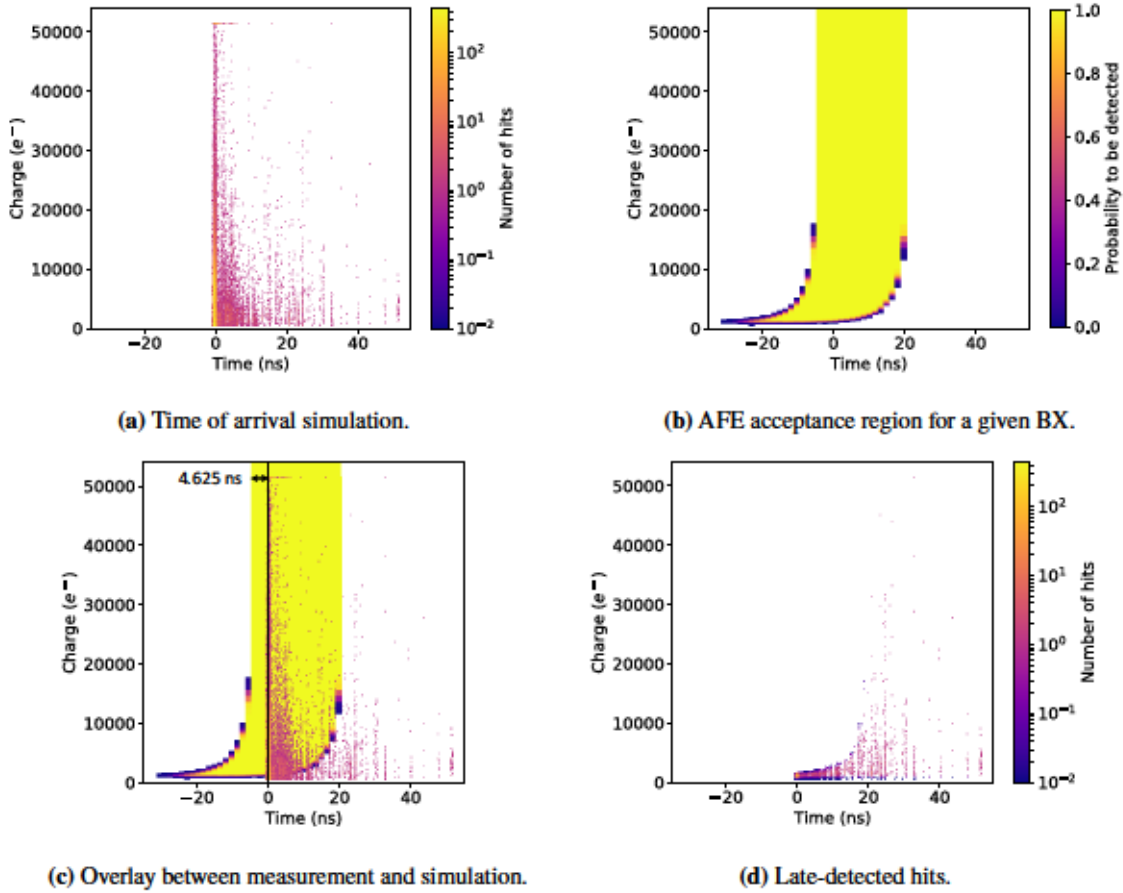 50000
40000
30000
20000
10000
0
−20 0 20 40
Time (ns)
Charge (e⁻)
10²
10¹
10⁰
10⁻¹
10⁻²
Number of hits
(a) Time of arrival simulation.
50000
40000
30000
20000
10000
0
−20 0 20 40
Time (ns)
Charge (e⁻)
1.0
0.8
0.6
0.4
0.2
0.0
Probability to be detected
(b) AFE acceptance region for a given BX.
4.625 ns
50000
40000
30000
20000
10000
0
−20 0 20 40
Time (ns)
Charge (e⁻)
(c) Overlay between measurement and simulation.
50000
40000
30000
20000
10000
0
−20 0 20 40
Time (ns)
Charge (e⁻)
10²
10¹
10⁰
10⁻¹
10⁻²
Number of hits
(d) Late-detected hits.